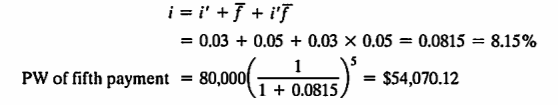 i = i' + f̄ + i'f̄
= 0.03 + 0.05 + 0.03 × 0.05 = 0.0815 = 8.15%
PW of fifth payment = 80,000(1/(1 + 0.0815))^5 = $54,070.12